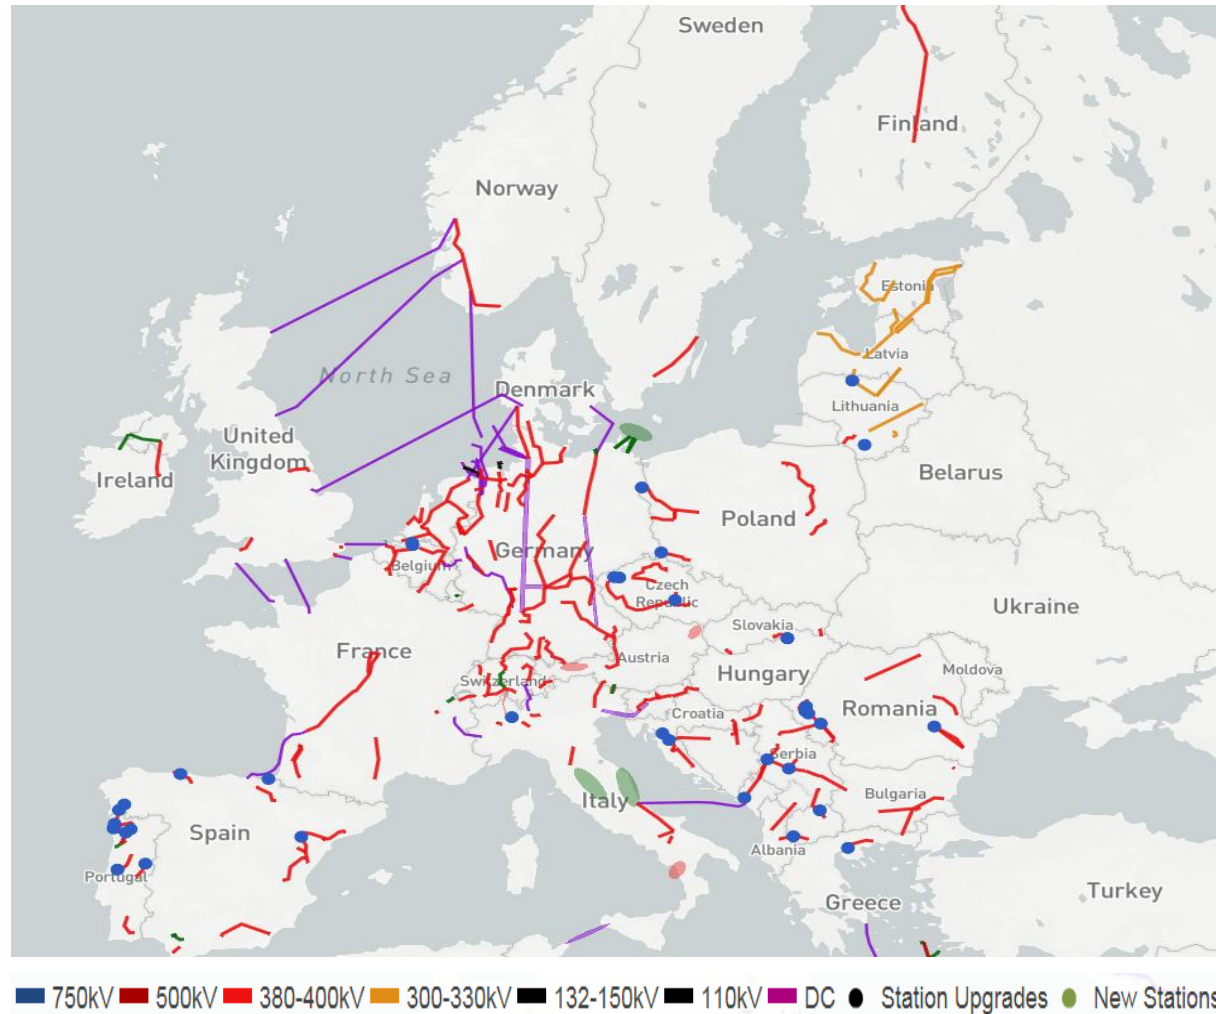 Sweden
Finland
Norway
Estonia
North Sea
Latvia
Denmark
Lithuania
United
Kingdom
Ireland
Belarus
Poland
Germany
Belgium
Czech
Republic
Ukraine
Slovakia
France
Austria
Moldova
Switzerland
Hungary
Romania
Croatia
Serbia
Bulgaria
Italy
Spain
Albania
Portugal
Turkey
Greece
750kV 500kV 380-400kV 300-330kV 132-150kV 110kV DC Station Upgrades New Stations